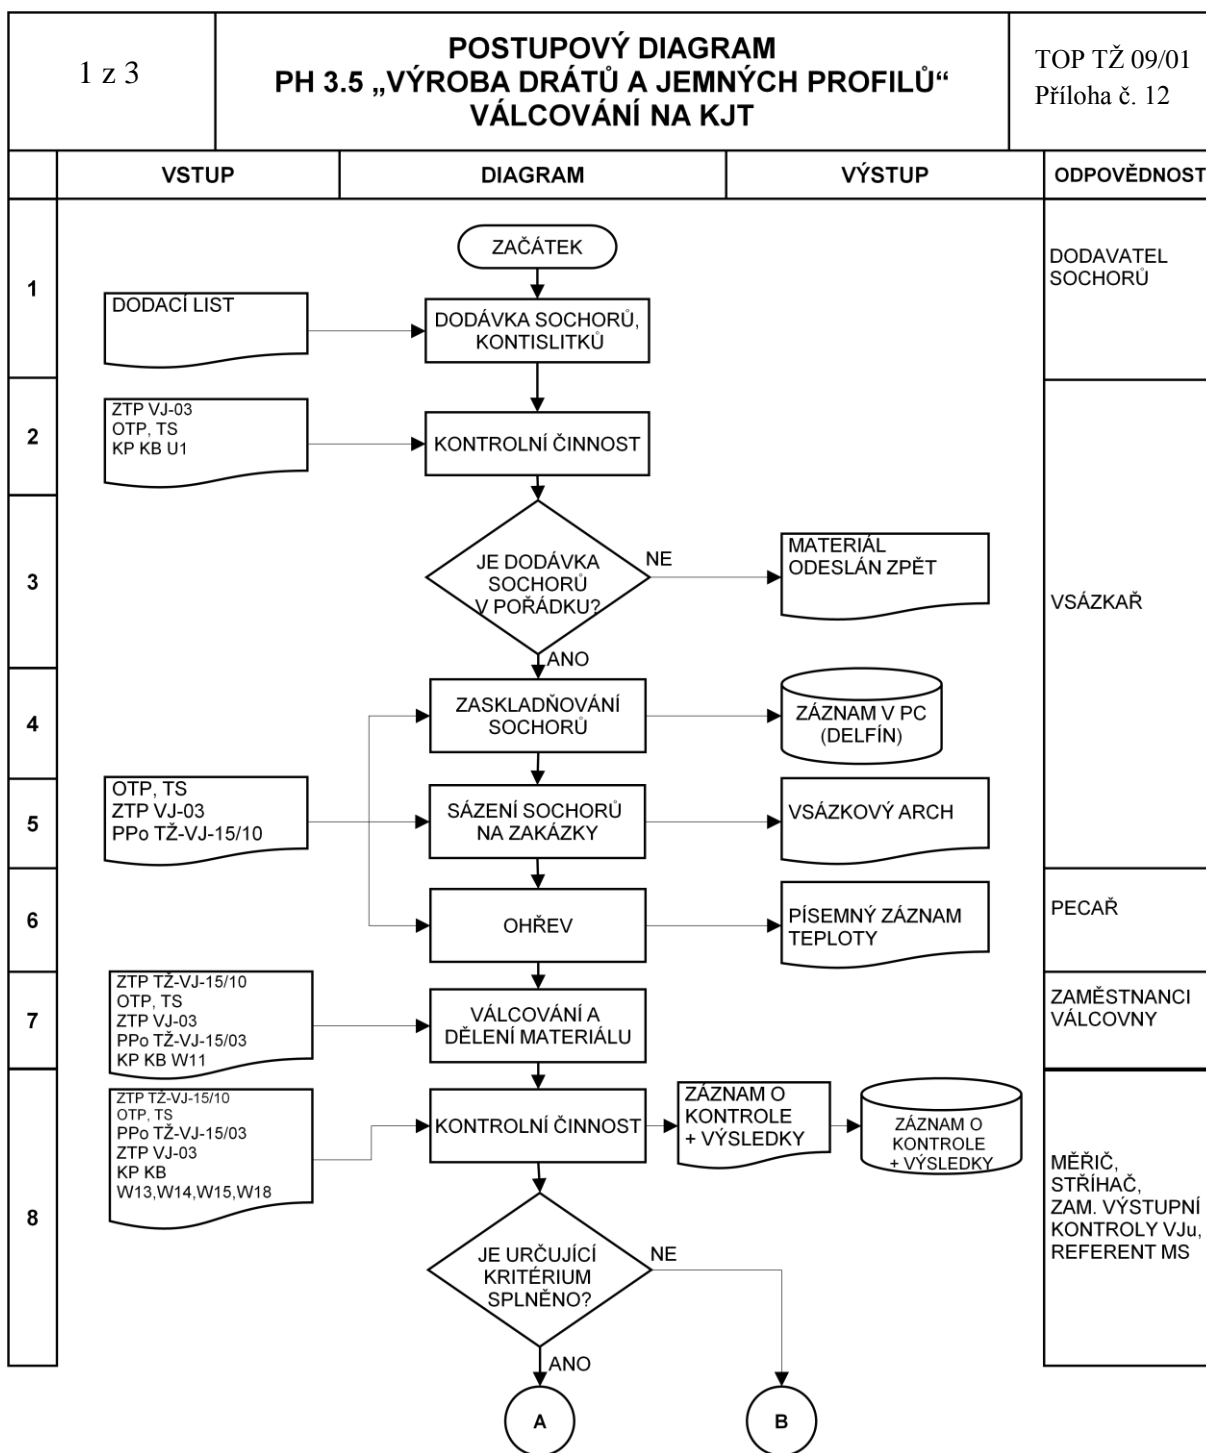 1 z 3
POSTUPOVÝ DIAGRAM
PH 3.5 „VÝROBA DRÁTŮ A JEMNÝCH PROFILŮ“
VÁLCOVÁNÍ NA KJT
TOP TŽ 09/01
Příloha č. 12
VSTUP
DIAGRAM
VÝSTUP
ODPOVĚDNOST
1
ZAČÁTEK
DODACÍ LIST
DODÁVKA SOCHORŮ,
KONTISLITKŮ
DODAVATEL
SOCHORŮ
2
ZTP VJ-03
OTP, TS
KP KB U1
KONTROLNÍ ČINNOST
3
JE DODÁVKA
SOCHORŮ
V POŘÁDKU?
NE
MATERIÁL
ODESLÁN ZPĚT
VSÁZKAŘ
ANO
4
ZASKLADŇOVÁNÍ
SOCHORŮ
ZÁZNAM V PC
(DELFÍN)
5
OTP, TS
ZTP VJ-03
PPo TŽ-VJ-15/10
SÁZENÍ SOCHORŮ
NA ZAKÁZKY
VSÁZKOVÝ ARCH
6
OHŘEV
PÍSEMNÝ ZÁZNAM
TEPLOTY
PECAŘ
7
ZTP TŽ-VJ-15/10
OTP, TS
ZTP VJ-03
PPo TŽ-VJ-15/03
KP KB W11
VÁLCOVÁNÍ A
DĚLENÍ MATERIÁLU
ZAMĚSTNANCI
VÁLCOVNY
8
ZTP TŽ-VJ-15/10
OTP, TS
PPo TŽ-VJ-15/03
ZTP VJ-03
KP KB
W13,W14,W15,W18
KONTROLNÍ ČINNOST
ZÁZNAM O
KONTROLE
+ VÝSLEDKY
ZÁZNAM O
KONTROLE
+ VÝSLEDKY
MĚŘIČ,
STŘÍHAČ,
ZAM. VÝSTUPNÍ
KONTROLY VJu,
REFERENT MS
JE URČUJÍCÍ
KRITÉRIUM
SPLNĚNO?
NE
ANO
A
B